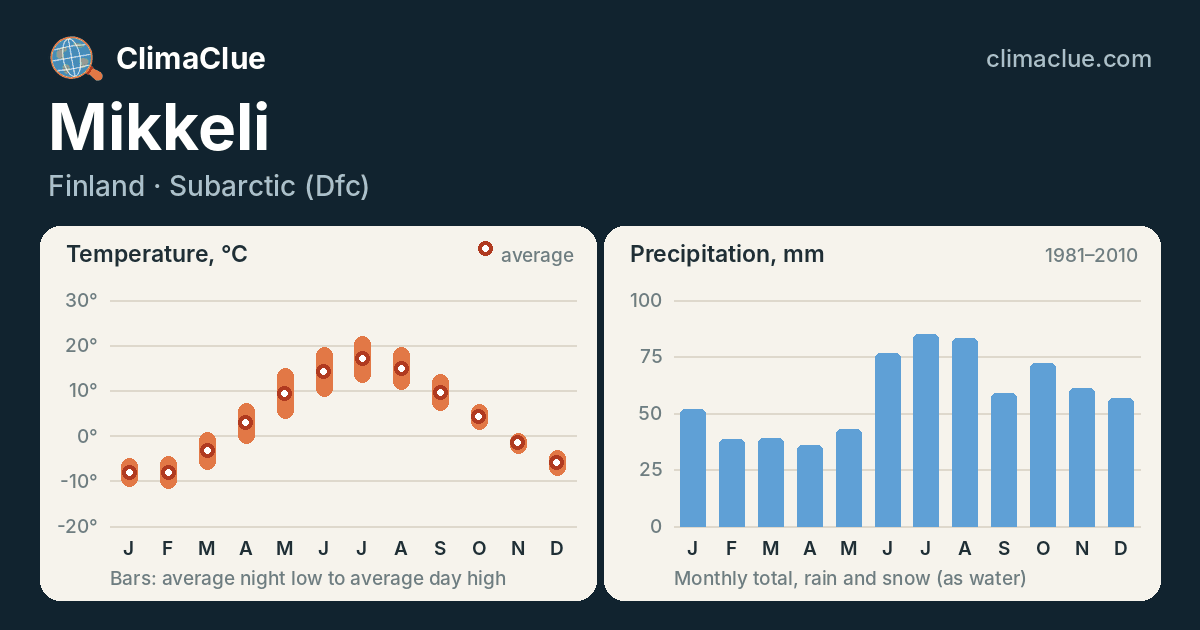 ClimaClue
climaclue.com
Mikkeli
Finland · Subarctic (Dfc)
Temperature, °C
average
30°
20°
10°
0°
-10°
-20°
J F M A M J J A S O N D
Bars: average night low to average day high
Precipitation, mm
1981–2010
100
75
50
25
0
J F M A M J J A S O N D
Monthly total, rain and snow (as water)